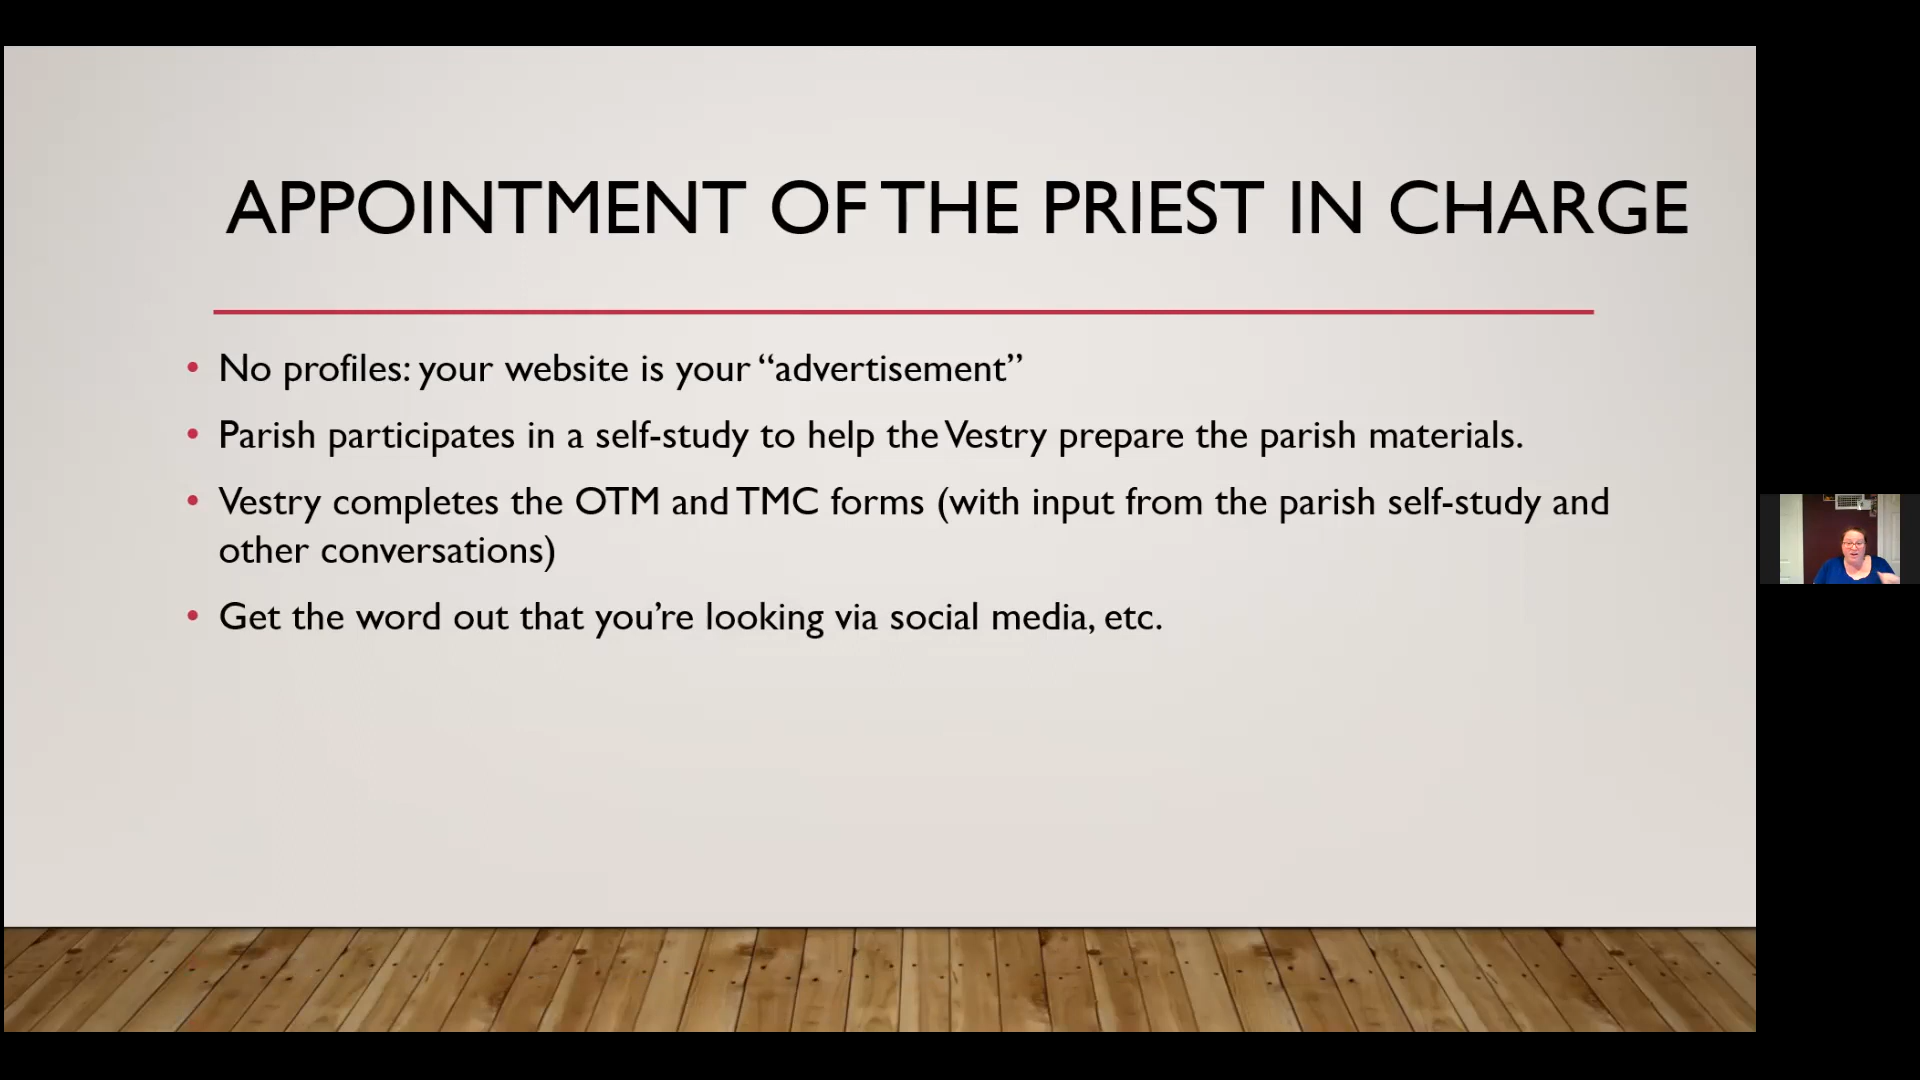 APPOINTMENT OF THE PRIEST IN CHARGE
• No profiles: your website is your “advertisement”
• Parish participates in a self-study to help the Vestry prepare the parish materials.
• Vestry completes the OTM and TMC forms (with input from the parish self-study and
other conversations)
• Get the word out that you’re looking via social media, etc.